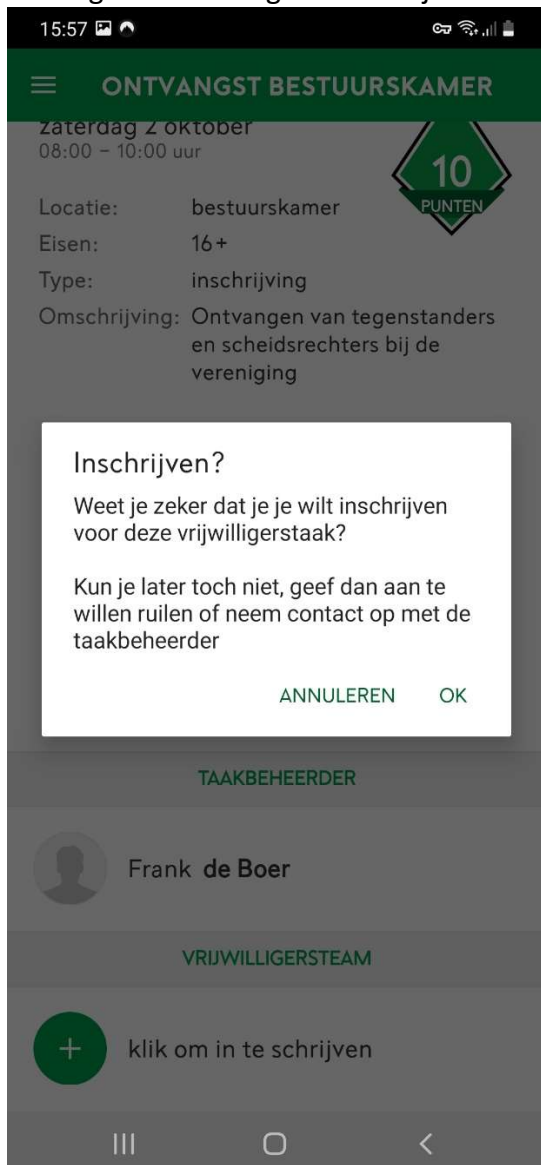 15:57
ONTVANGST BESTUURSKAMER
zaterdag 2 oktober
08:00 - 10:00 uur
10
PUNTEN
Locatie: bestuurskamer
Eisen: 16+
Type: inschrijving
Omschrijving: Ontvangen van tegenstanders
en scheidsrechters bij de
vereniging
Inschrijven?
Weet je zeker dat je je wilt inschrijven
voor deze vrijwilligerstaak?
Kun je later toch niet, geef dan aan te
willen ruilen of neem contact op met de
taakbeheerder
ANNULEREN OK
TAAKBEHEERDER
Frank de Boer
VRIJWILLIGERSTEAM
klik om in te schrijven